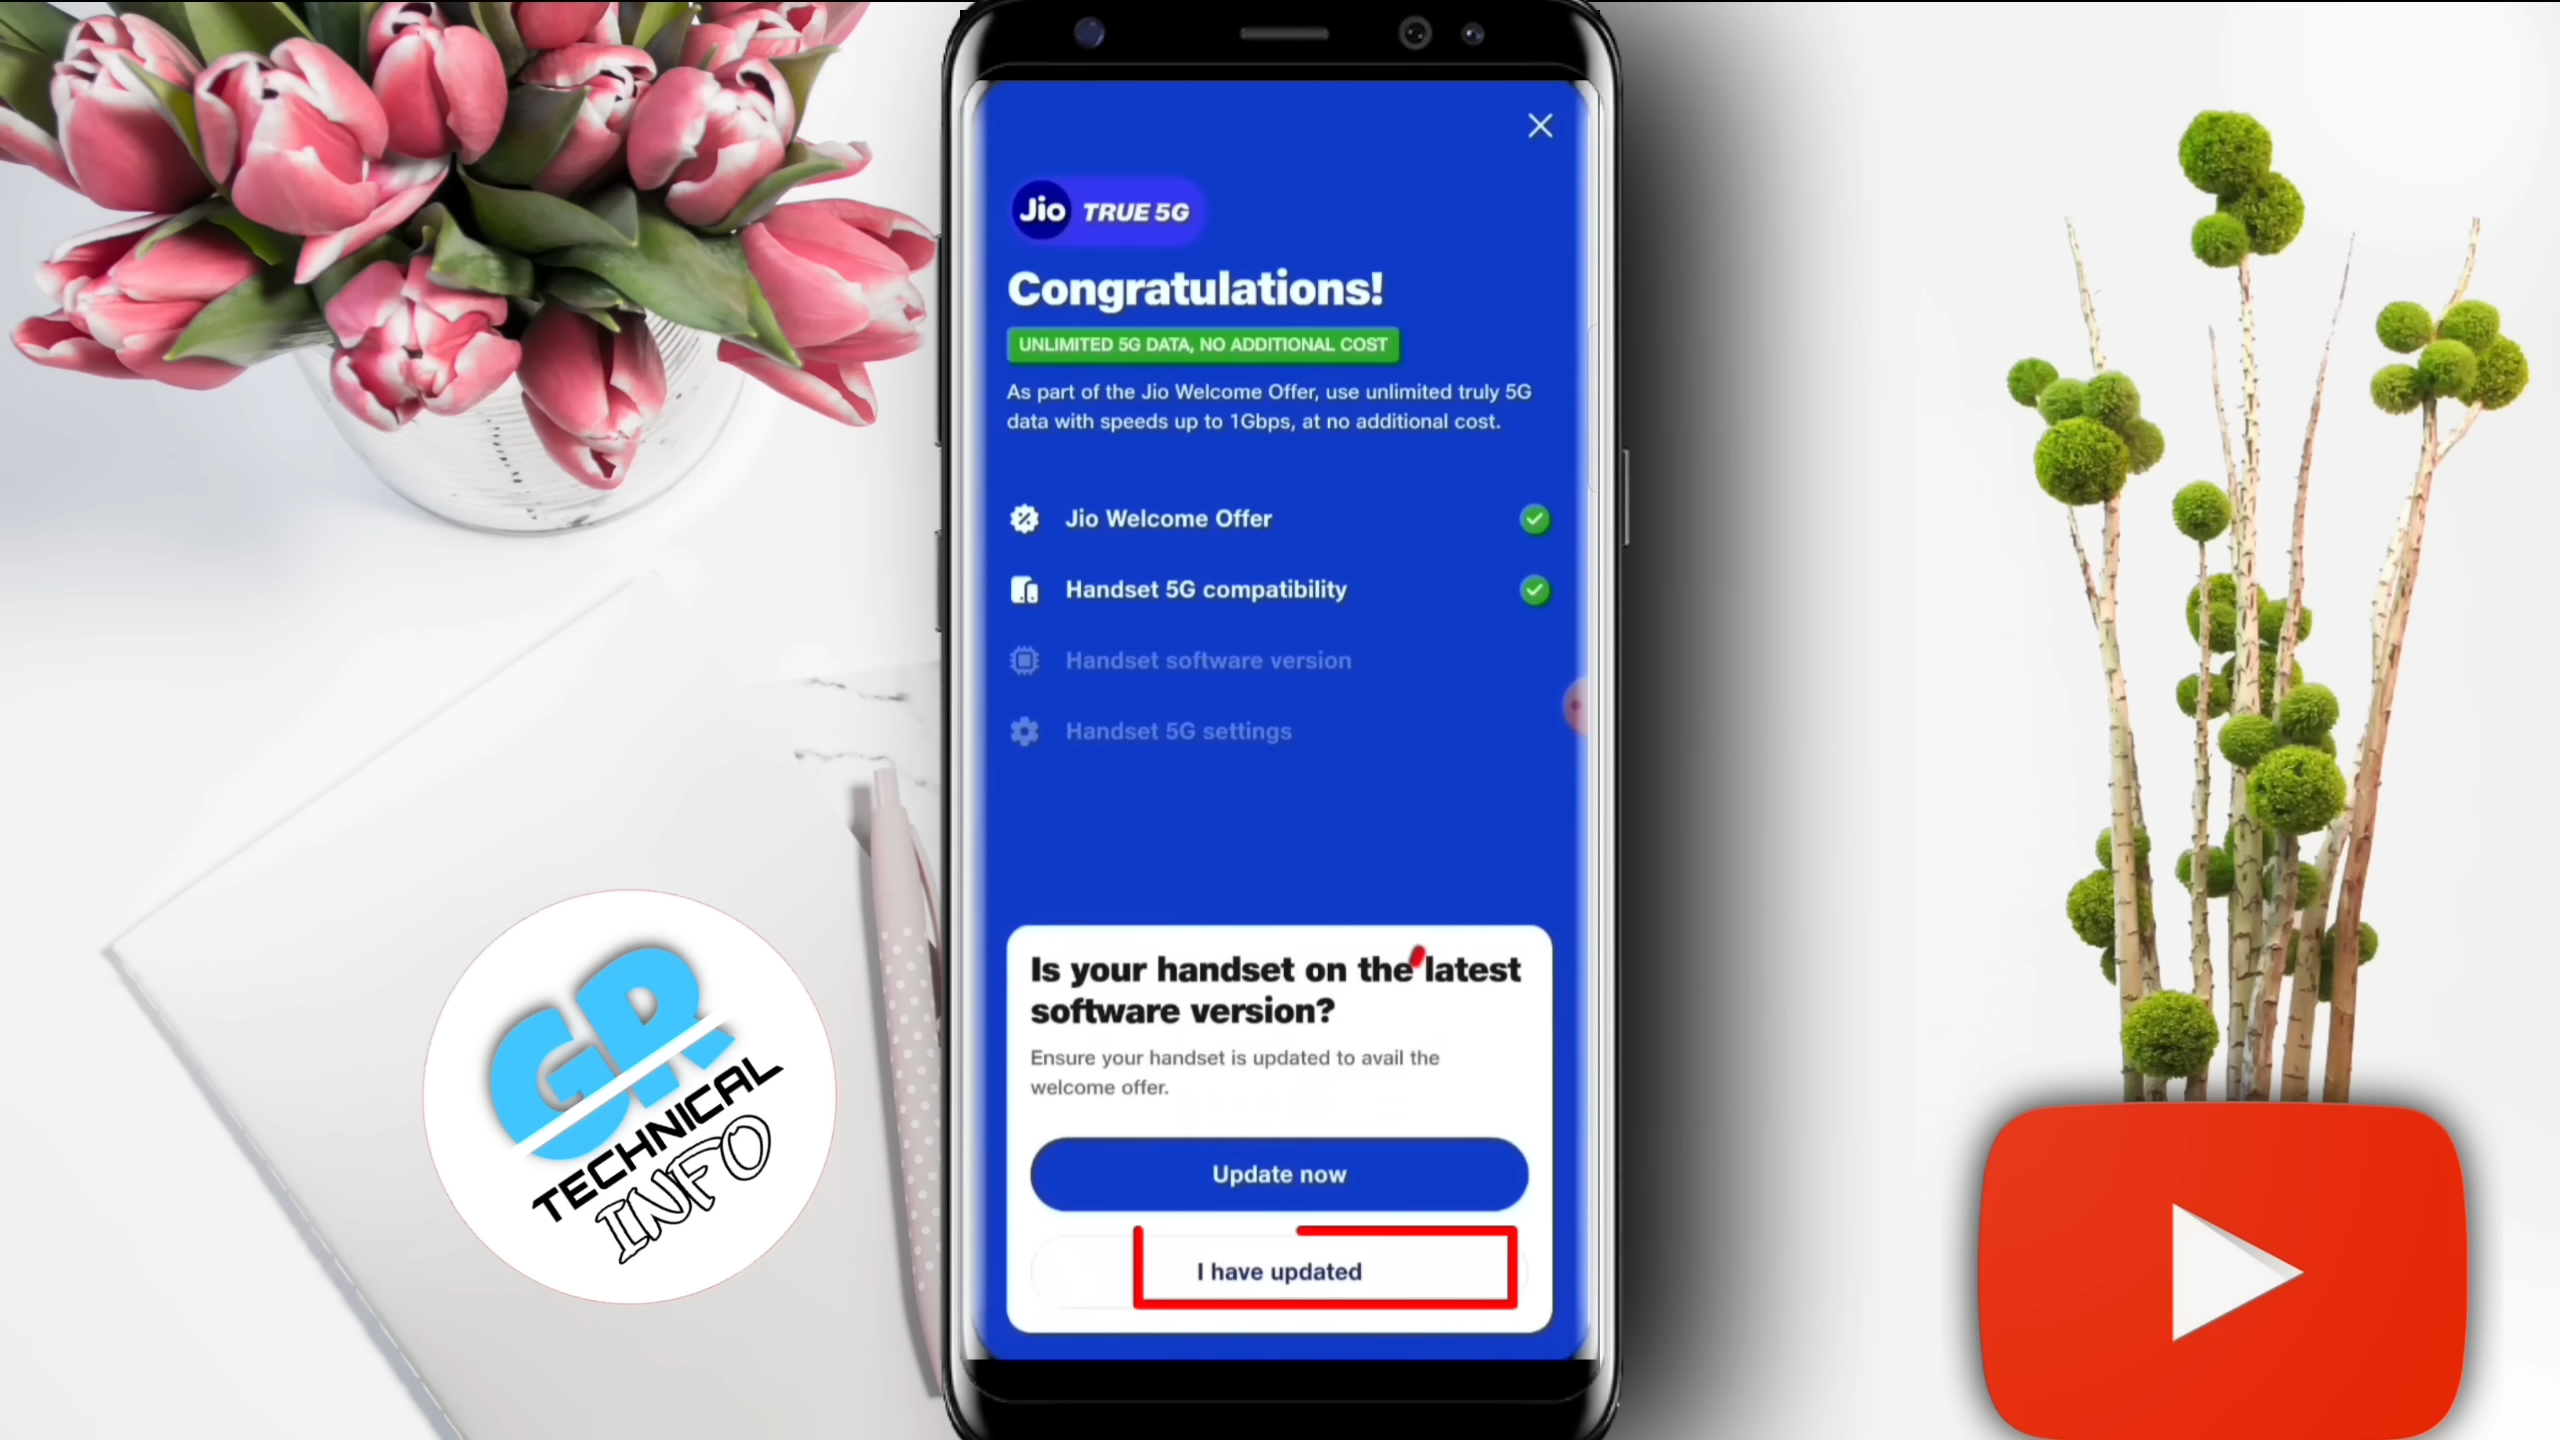 Jio TRUE 5G
Congratulations!
UNLIMITED 5G DATA, NO ADDITIONAL COST
As part of the Jio Welcome Offer, use unlimited truly 5G
data with speeds up to 1Gbps, at no additional cost.
Jio Welcome Offer
Handset 5G compatibility
Handset software version
Handset 5G settings
Is your handset on the latest
software version?
Ensure your handset is updated to avail the
welcome offer.
Update now
I have updated
GR
TECHNICAL
INFO